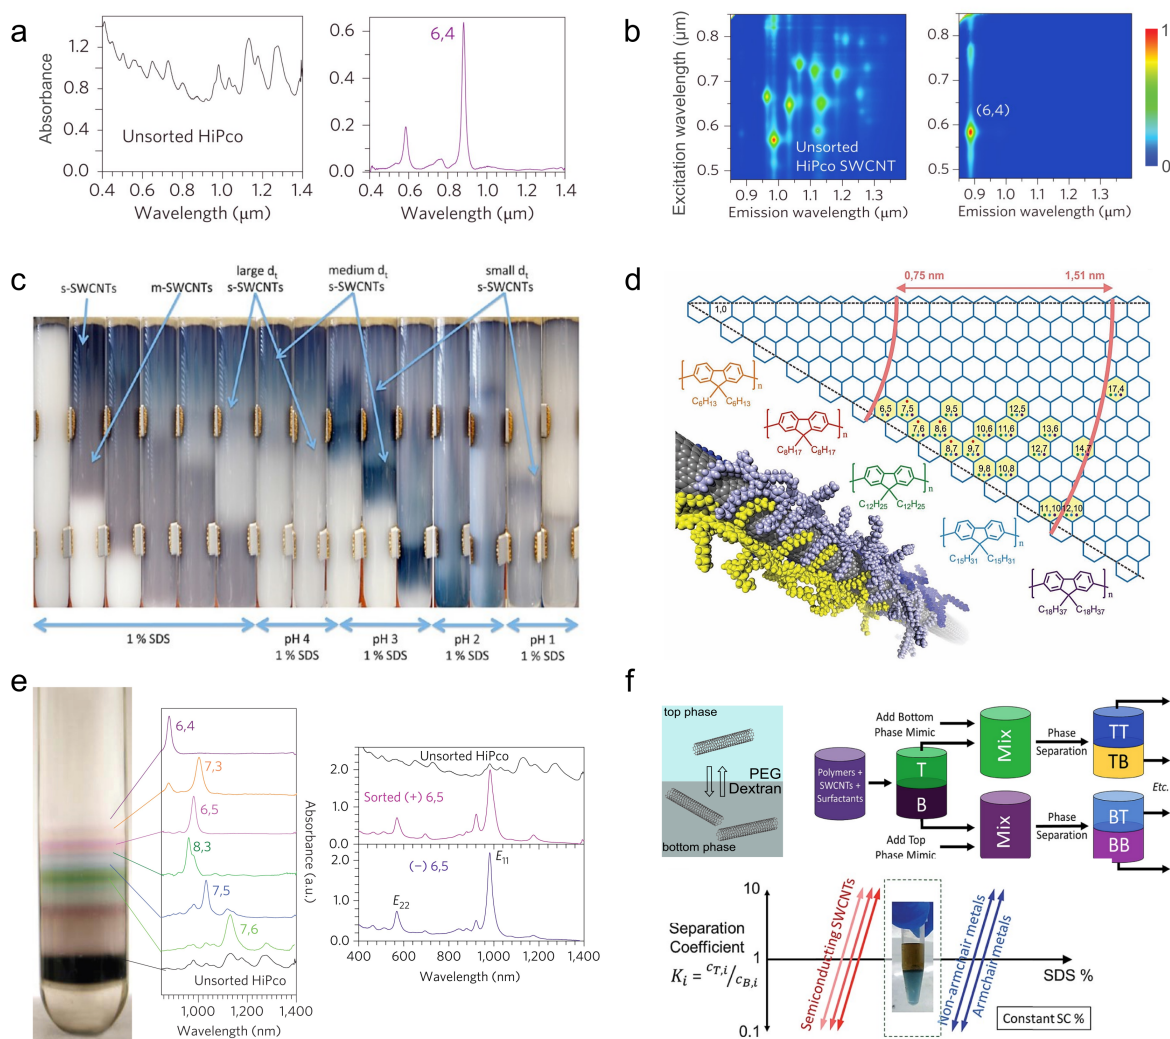 a
Absorbance
1.2
0.8
0.4
0.0
Unsorted HiPco
0.4 0.6 0.8 1.0 1.2 1.4
Wavelength (µm)
0.6
0.4
0.2
0.0
6,4
0.4 0.6 0.8 1.0 1.2 1.4
Wavelength (µm)
b
Excitation wavelength (µm)
0.8
0.7
0.6
0.5
Unsorted
HiPco SWCNT
0.9 1.0 1.1 1.2 1.3
Emission wavelength (µm)
0.8
0.7
0.6
0.5
(6,4)
0.9 1.0 1.1 1.2 1.3
Emission wavelength (µm)
1
0
c
s-SWCNTs
m-SWCNTs
large dt
s-SWCNTs
medium dt
s-SWCNTs
small dt
s-SWCNTs
1 % SDS
pH 4
1 % SDS
pH 3
1 % SDS
pH 2
1 % SDS
pH 1
1 % SDS
d
0,75 nm
1,51 nm
1,0
17,4
6,5 7,5 9,5 12,5
7,6 8,6 10,6 11,6 13,6
8,7 9,7 12,7 14,7
9,8 10,8
11,10 12,10
n
C6H13 C6H13
n
C8H17 C8H17
n
C12H25 C12H25
n
C15H31 C15H31
n
C18H37 C18H37
e
6,4
7,3
6,5
8,3
7,5
7,6
Unsorted HiPco
1,000 1,200 1,400
Wavelength (nm)
Absorbance (a.u.)
Unsorted HiPco
2.0
1.0
0.0
Sorted (+) 6,5
2.0
1.0
0.0
(−) 6,5
E11
E22
400 600 800 1,000 1,200 1,400
Wavelength (nm)
f
top phase
PEG
Dextran
bottom phase
Polymers +
SWCNTs +
Surfactants
T
B
Add Bottom
Phase Mimic
Add Top
Phase Mimic
Mix
Mix
Phase
Separation
Phase
Separation
TT
TB
Etc.
BT
BB
Separation
Coefficient
Ki = cT,i/cB,i
10
1
0.1
Semiconducting SWCNTs
Non-armchair metals
Armchair metals
SDS %
Constant SC %